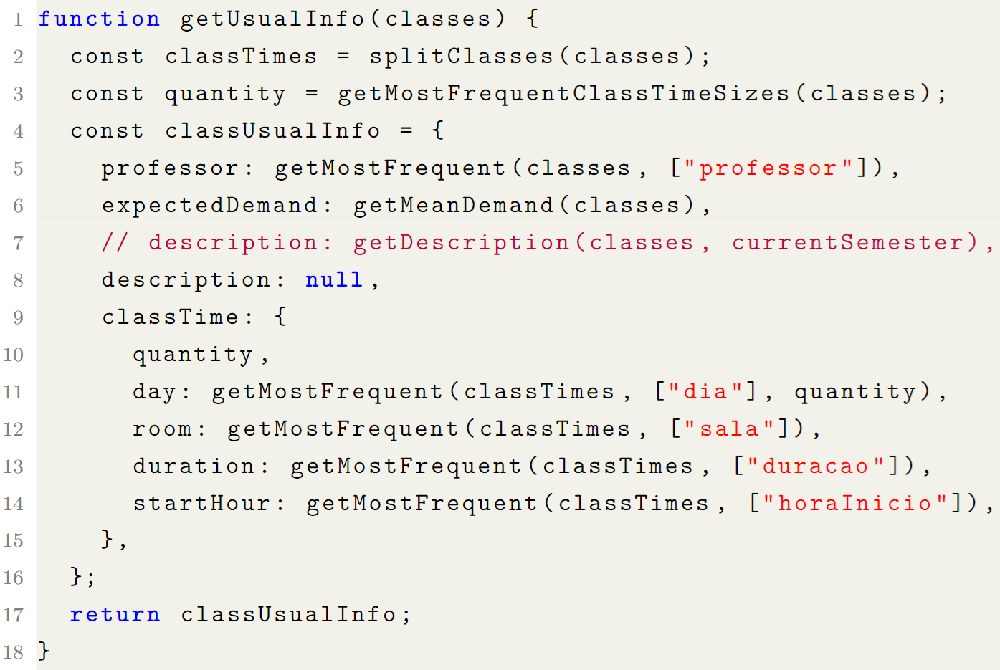 1 function getUsualInfo(classes) {
2   const classTimes = splitClasses(classes);
3   const quantity = getMostFrequentClassTimeSizes(classes);
4   const classUsualInfo = {
5     professor: getMostFrequent(classes, ["professor"]),
6     expectedDemand: getMeanDemand(classes),
7     // description: getDescription(classes, currentSemester),
8     description: null,
9     classTime: {
10       quantity,
11       day: getMostFrequent(classTimes, ["dia"], quantity),
12       room: getMostFrequent(classTimes, ["sala"]),
13       duration: getMostFrequent(classTimes, ["duracao"]),
14       startHour: getMostFrequent(classTimes, ["horaInicio"]),
15     },
16   };
17   return classUsualInfo;
18 }